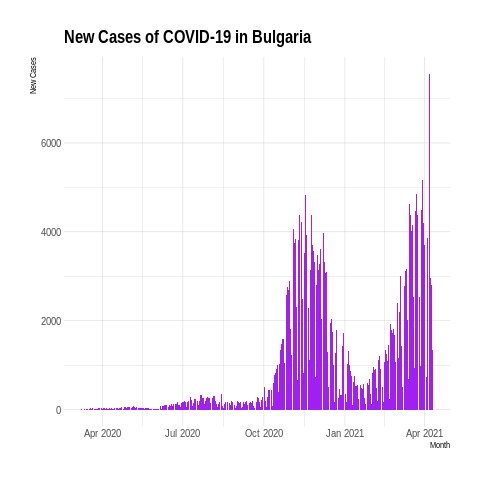 New Cases of COVID-19 in Bulgaria
New Cases
6000
4000
2000
0
Apr 2020 Jul 2020 Oct 2020 Jan 2021 Apr 2021
Month